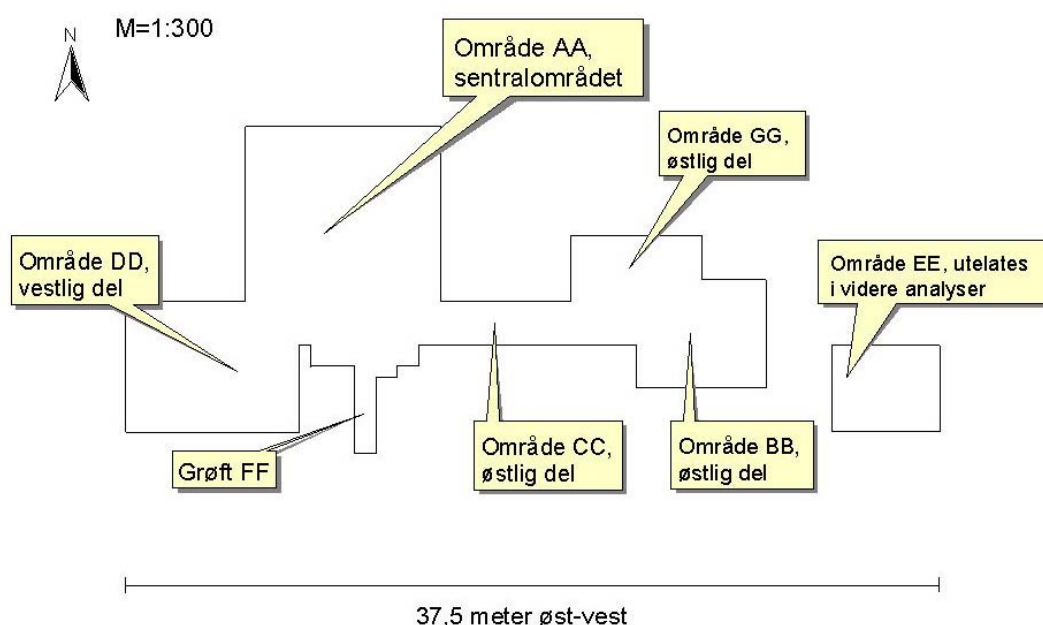 N
M=1:300
Område AA,
sentralområdet
Område GG,
østlig del
Område DD,
vestlig del
Område EE, utelates
i videre analyser
Grøft FF
Område CC,
østlig del
Område BB,
østlig del
37,5 meter øst-vest